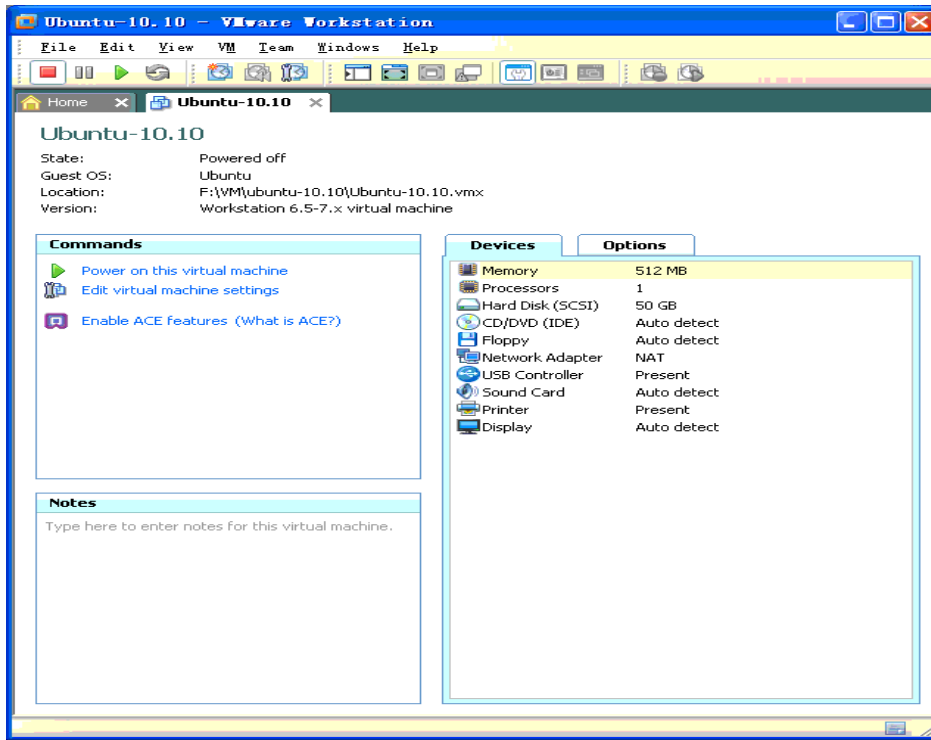 Ubuntu-10.10 - VMware Workstation
File Edit View VM Team Windows Help
Home Ubuntu-10.10
Ubuntu-10.10
State: Powered off
Guest OS: Ubuntu
Location: F:\VM\ubuntu-10.10\Ubuntu-10.10.vmx
Version: Workstation 6.5-7.x virtual machine
Commands
Power on this virtual machine
Edit virtual machine settings
Enable ACE features (What is ACE?)
Notes
Type here to enter notes for this virtual machine.
Devices Options
Memory 512 MB
Processors 1
Hard Disk (SCSI) 50 GB
CD/DVD (IDE) Auto detect
Floppy Auto detect
Network Adapter NAT
USB Controller Present
Sound Card Auto detect
Printer Present
Display Auto detect